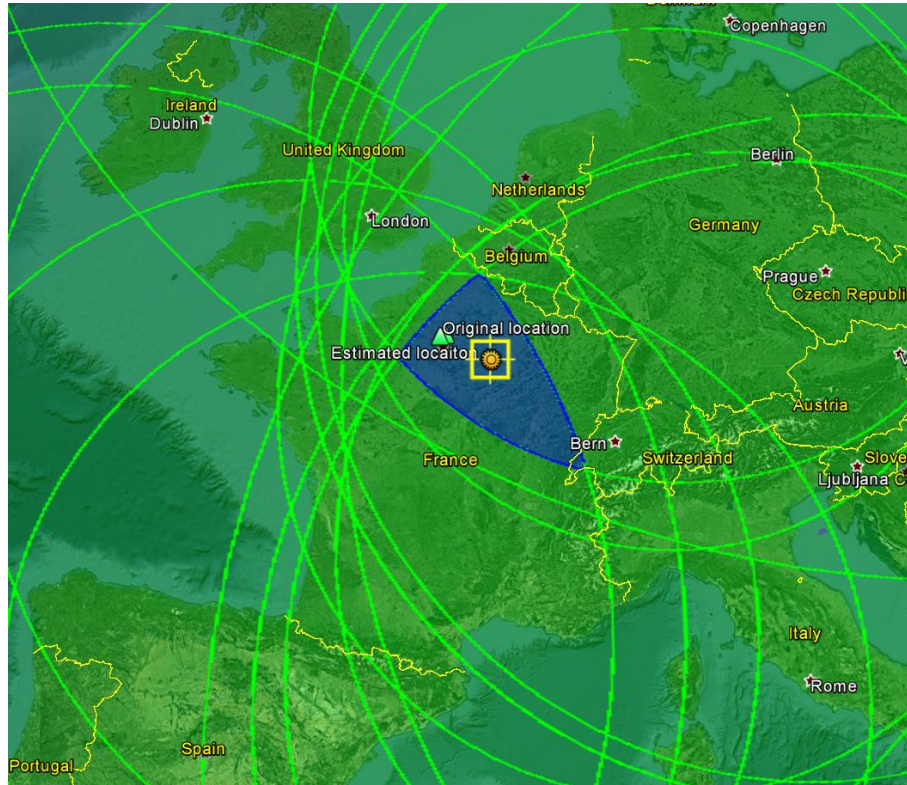 Copenhagen
Ireland
Dublin
United Kingdom
Berlin
Netherlands
London
Germany
Belgium
Prague
Czech Republi
Original location
Estimated locaiton
Austria
Bern
France
Switzerland
Slove
Ljubljana
C
Italy
Rome
Spain
Portugal